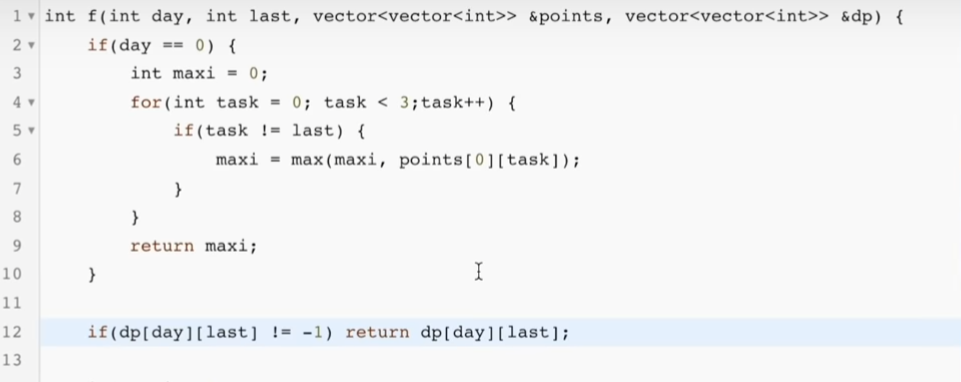 1 int f(int day, int last, vector<vector<int>> &points, vector<vector<int>> &dp) {
2     if(day == 0) {
3         int maxi = 0;
4         for(int task = 0; task < 3;task++) {
5             if(task != last) {
6                 maxi = max(maxi, points[0][task]);
7             }
8         }
9         return maxi;
10     }
11
12     if(dp[day][last] != -1) return dp[day][last];
13